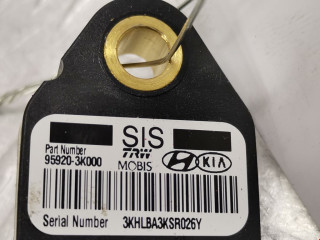 SIS
Part Number
95920-3K000
TRW
MOBIS
KIA
Serial Number 3KHLBA3KSR026Y